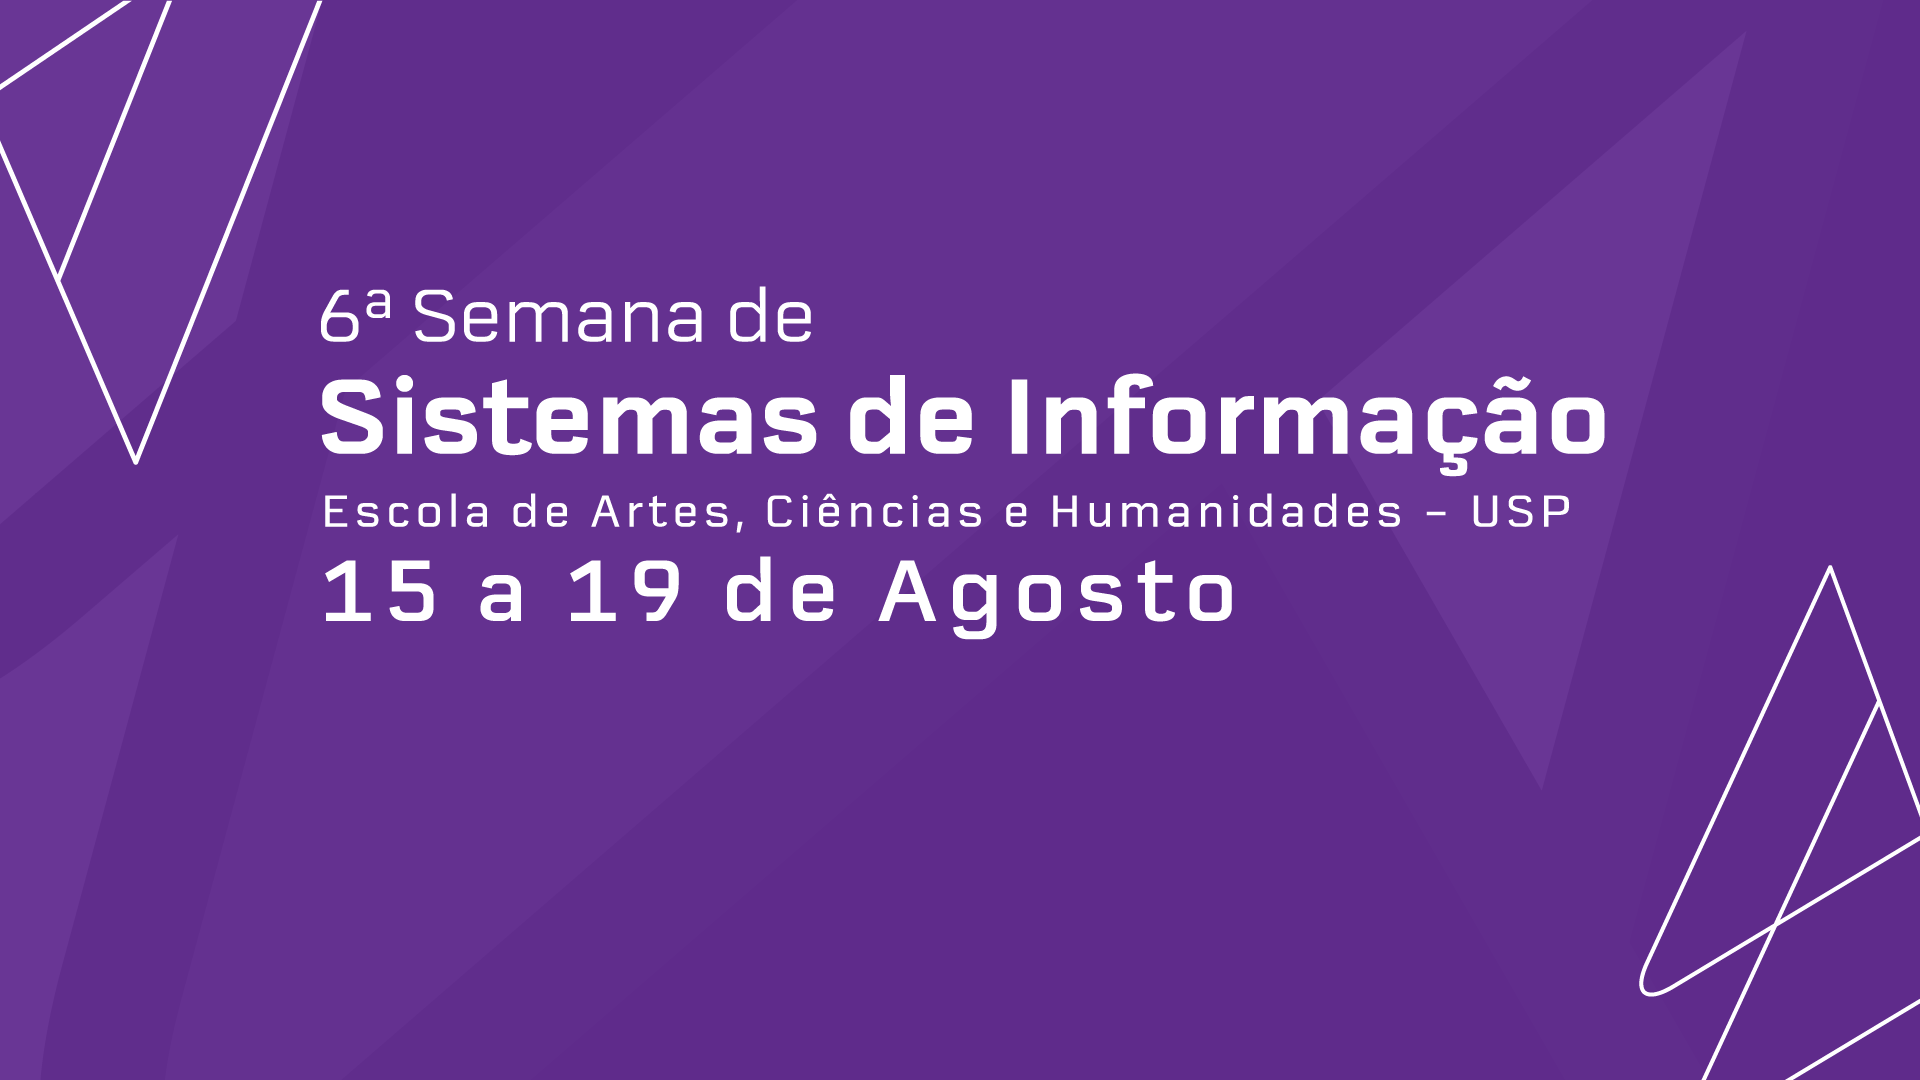 6ª Semana de
Sistemas de Informação
Escola de Artes, Ciências e Humanidades – USP
15 a 19 de Agosto